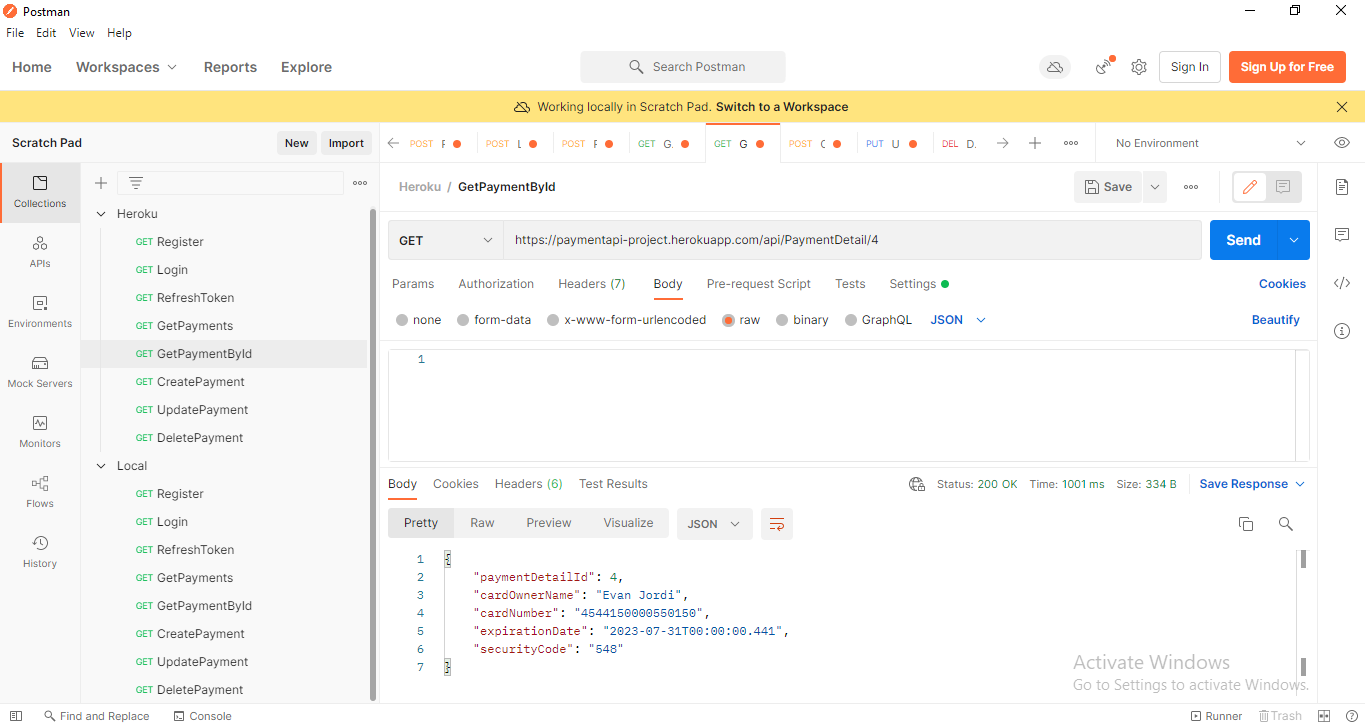 Postman
File Edit View Help
Home Workspaces Reports Explore Search Postman Sign In Sign Up for Free
Working locally in Scratch Pad. Switch to a Workspace
Scratch Pad New Import POST F POST L POST F GET G. GET G POST C PUT U DEL D. No Environment
Heroku / GetPaymentById Save
Collections
APIs
Environments
Mock Servers
Monitors
Flows
History
Heroku
GET Register
GET Login
GET RefreshToken
GET GetPayments
GET GetPaymentById
GET CreatePayment
GET UpdatePayment
GET DeletePayment
Local
GET Register
GET Login
GET RefreshToken
GET GetPayments
GET GetPaymentById
GET CreatePayment
GET UpdatePayment
GET DeletePayment
GET https://paymentapi-project.herokuapp.com/api/PaymentDetail/4 Send
Params Authorization Headers (7) Body Pre-request Script Tests Settings Cookies
none form-data x-www-form-urlencoded raw binary GraphQL JSON Beautify
1
Body Cookies Headers (6) Test Results Status: 200 OK Time: 1001 ms Size: 334 B Save Response
Pretty Raw Preview Visualize JSON
1 {
2 "paymentDetailId": 4,
3 "cardOwnerName": "Evan Jordi",
4 "cardNumber": "4544150000550150",
5 "expirationDate": "2023-07-31T00:00:00.441",
6 "securityCode": "548"
7 }
Activate Windows
Go to Settings to activate Windows.
Find and Replace Console Runner Trash